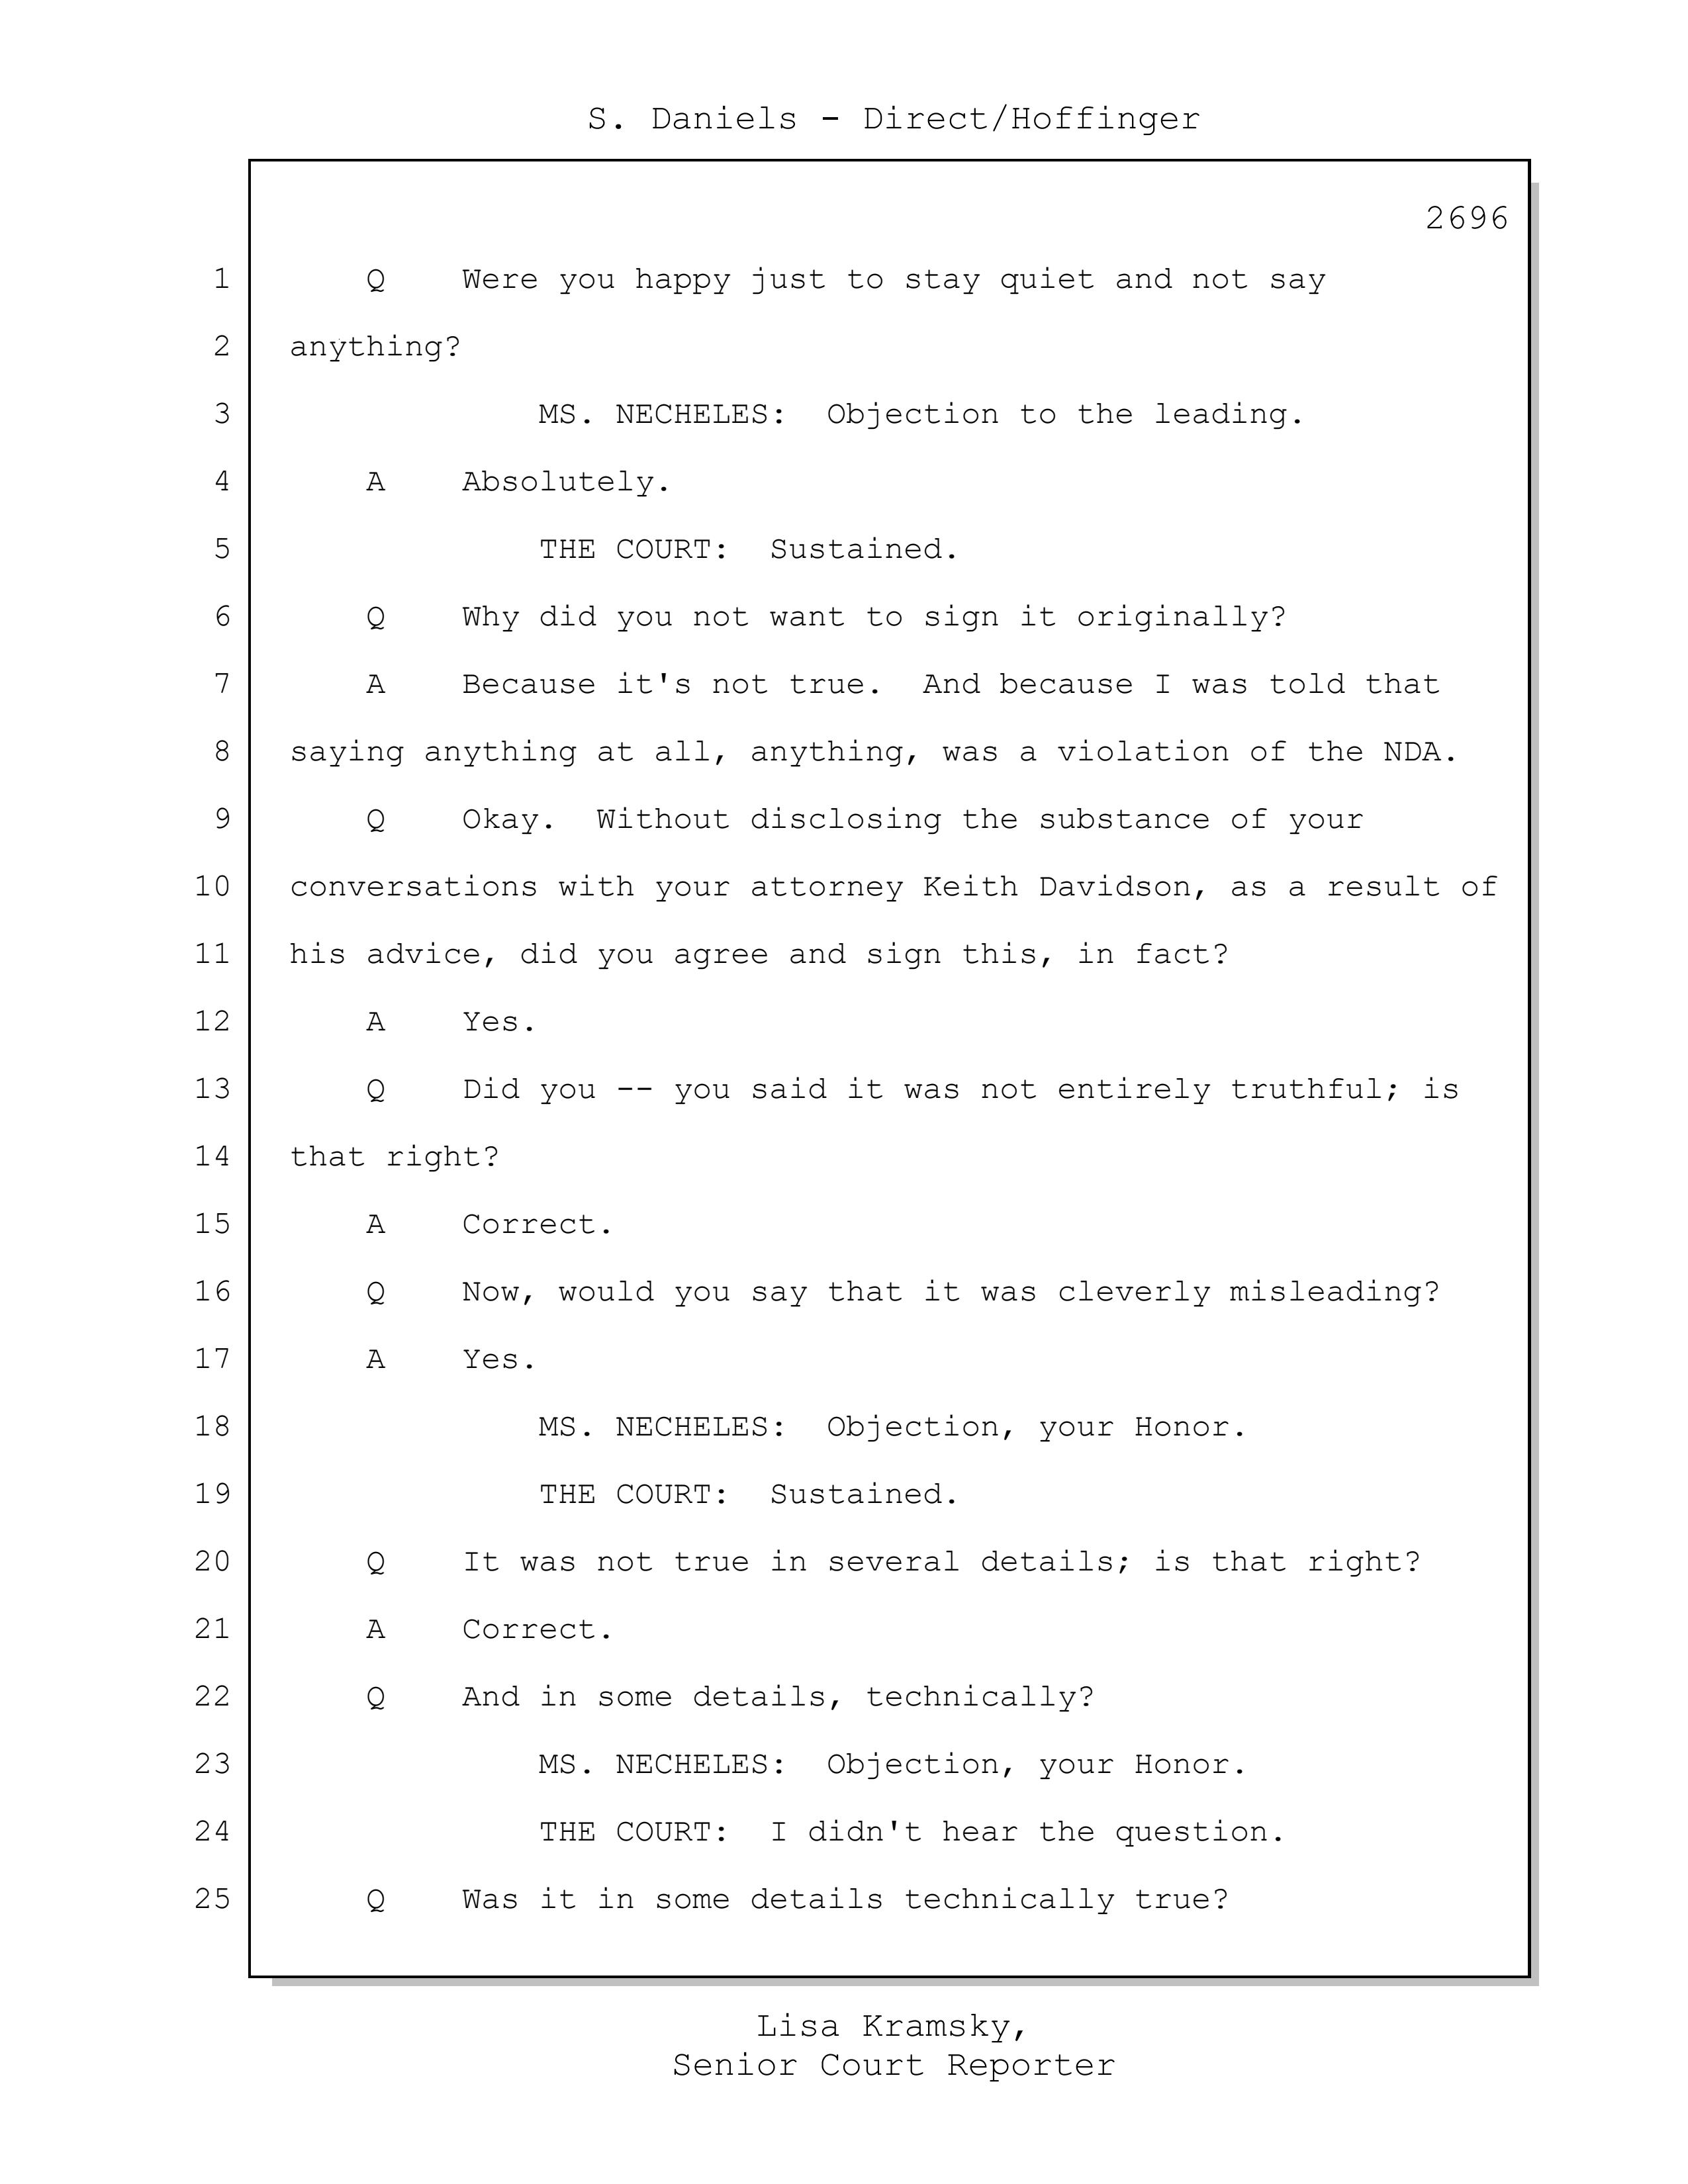 S. Daniels - Direct/Hoffinger
2696
1 Q Were you happy just to stay quiet and not say
2 anything?
3 MS. NECHELES: Objection to the leading.
4 A Absolutely.
5 THE COURT: Sustained.
6 Q Why did you not want to sign it originally?
7 A Because it's not true. And because I was told that
8 saying anything at all, anything, was a violation of the NDA.
9 Q Okay. Without disclosing the substance of your
10 conversations with your attorney Keith Davidson, as a result of
11 his advice, did you agree and sign this, in fact?
12 A Yes.
13 Q Did you -- you said it was not entirely truthful; is
14 that right?
15 A Correct.
16 Q Now, would you say that it was cleverly misleading?
17 A Yes.
18 MS. NECHELES: Objection, your Honor.
19 THE COURT: Sustained.
20 Q It was not true in several details; is that right?
21 A Correct.
22 Q And in some details, technically?
23 MS. NECHELES: Objection, your Honor.
24 THE COURT: I didn't hear the question.
25 Q Was it in some details technically true?
Lisa Kramsky,
Senior Court Reporter